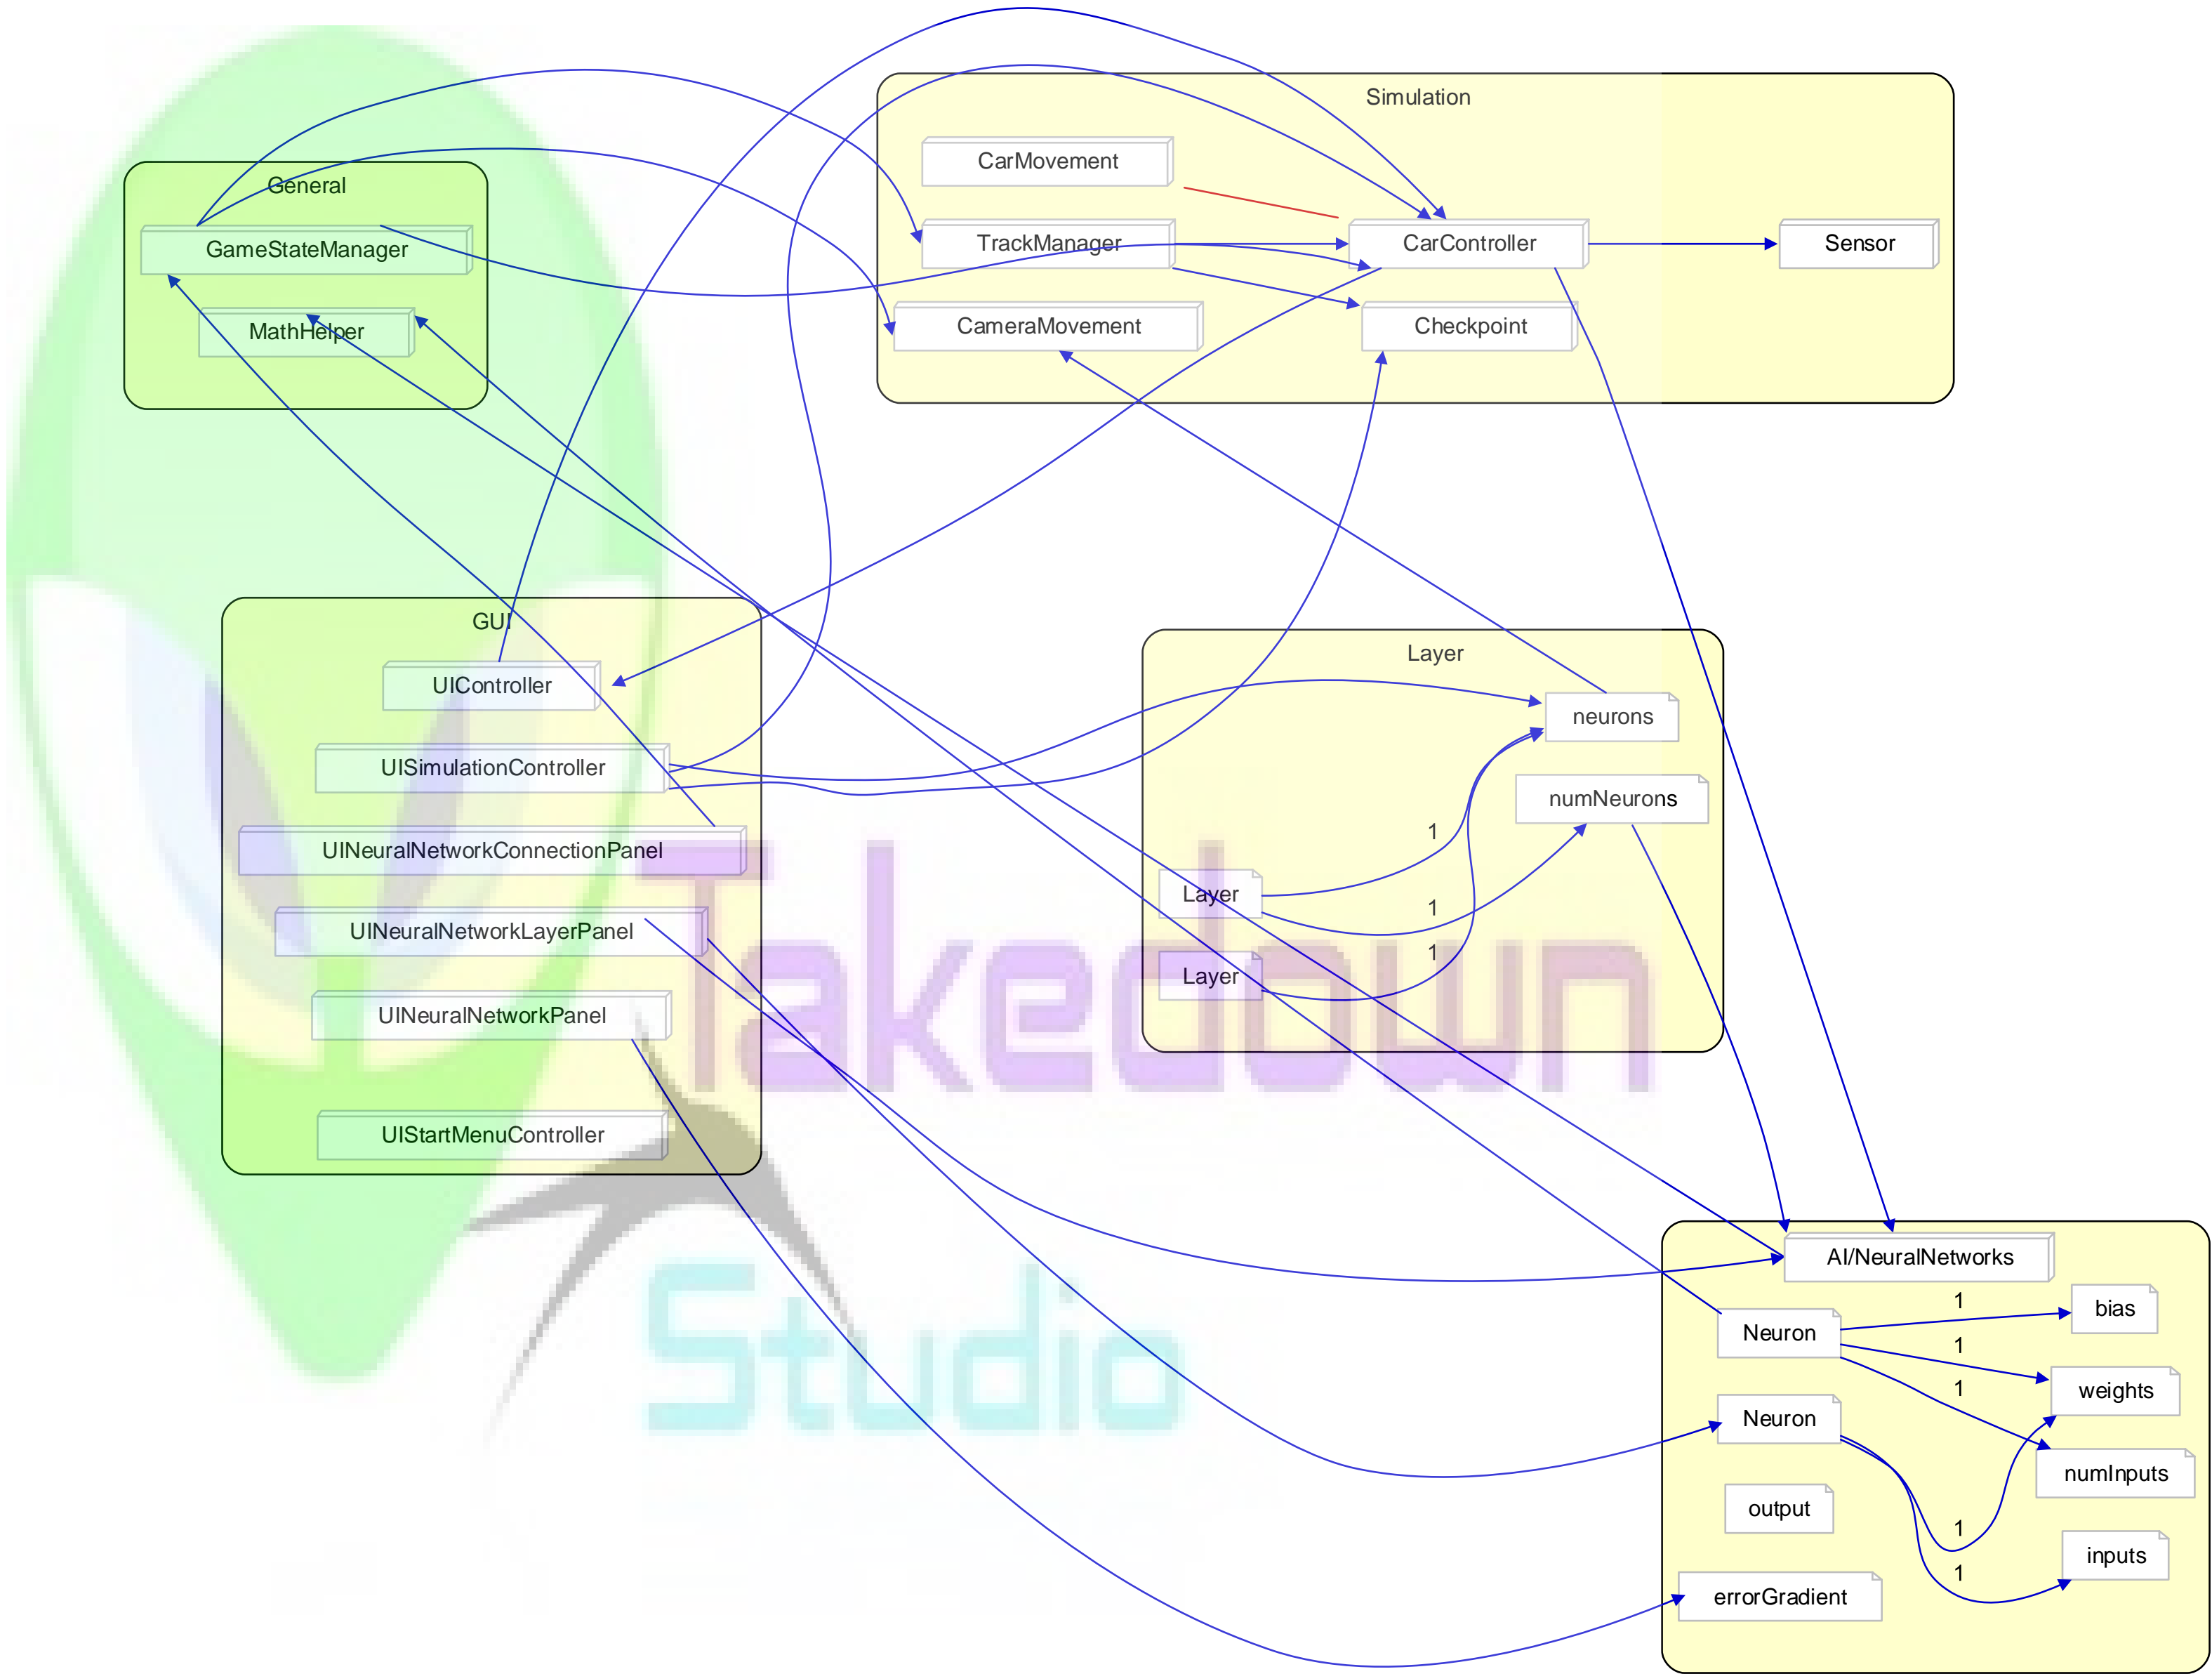 Simulation
CarMovement
TrackManager
CarController
Sensor
CameraMovement
Checkpoint
General
GameStateManager
MathHelper
GUI
UIController
UISimulationController
UINeuralNetworkConnectionPanel
UINeuralNetworkLayerPanel
UINeuralNetworkPanel
UIStartMenuController
Layer
neurons
numNeurons
1
Layer
1
1
Layer
Takedown
Studio
AI/NeuralNetworks
1
bias
Neuron
1
weights
1
Neuron
numInputs
output
1
inputs
1
errorGradient